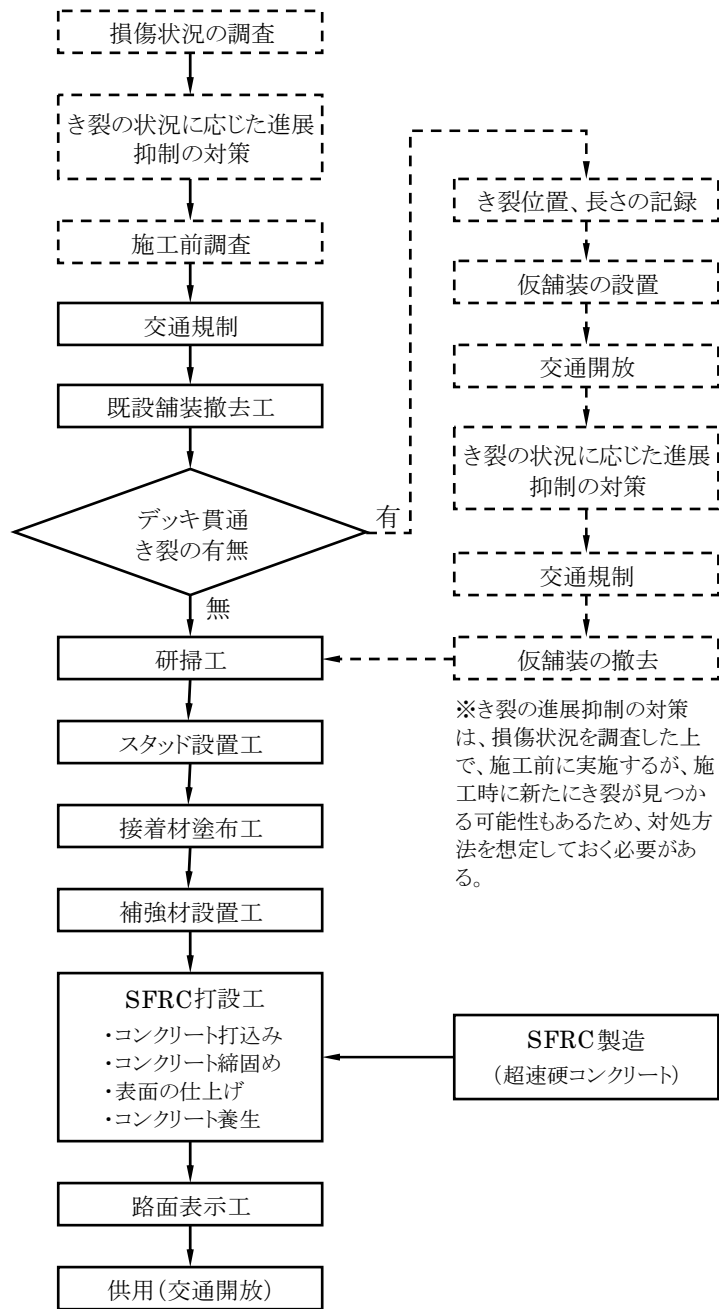 損傷状況の調査
き裂の状況に応じた進展
抑制の対策
施工前調査
交通規制
既設舗装撤去工
デッキ貫通
き裂の有無
有
無
き裂位置、長さの記録
仮舗装の設置
交通開放
き裂の状況に応じた進展
抑制の対策
交通規制
仮舗装の撤去
※き裂の進展抑制の対策
は、損傷状況を調査した上
で、施工前に実施するが、施
工時に新たにき裂が見つか
る可能性もあるため、対処方
法を想定しておく必要があ
る。
研掃工
スタッド設置工
接着材塗布工
補強材設置工
SFRC打設工
・コンクリート打込み
・コンクリート締固め
・表面の仕上げ
・コンクリート養生
SFRC製造
（超速硬コンクリート）
路面表示工
供用（交通開放）